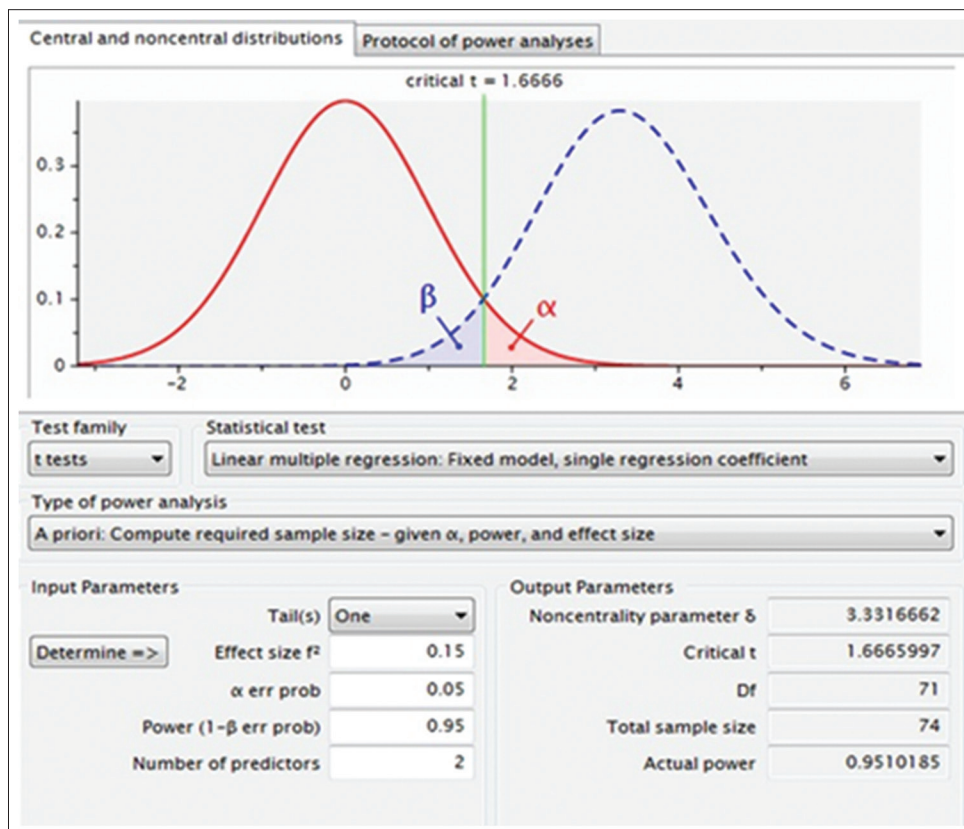 Central and noncentral distributions Protocol of power analyses
critical t = 1.6666
0.3
0.2
0.1
0
β
α
-2 0 2 4 6
Test family Statistical test
t tests Linear multiple regression: Fixed model, single regression coefficient
Type of power analysis
A priori: Compute required sample size - given α, power, and effect size
Input Parameters Output Parameters
Tail(s) One Noncentrality parameter δ 3.3316662
Determine => Effect size f² 0.15 Critical t 1.6665997
α err prob 0.05 Df 71
Power (1-β err prob) 0.95 Total sample size 74
Number of predictors 2 Actual power 0.9510185